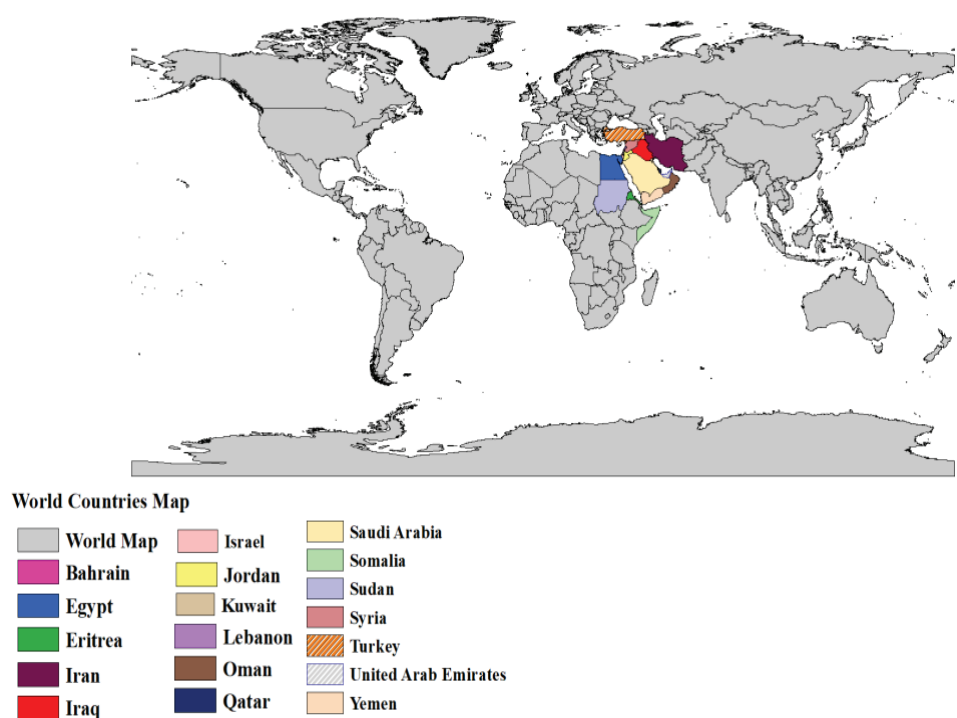 World Countries Map
World Map
Bahrain
Egypt
Eritrea
Iran
Iraq
Israel
Jordan
Kuwait
Lebanon
Oman
Qatar
Saudi Arabia
Somalia
Sudan
Syria
Turkey
United Arab Emirates
Yemen